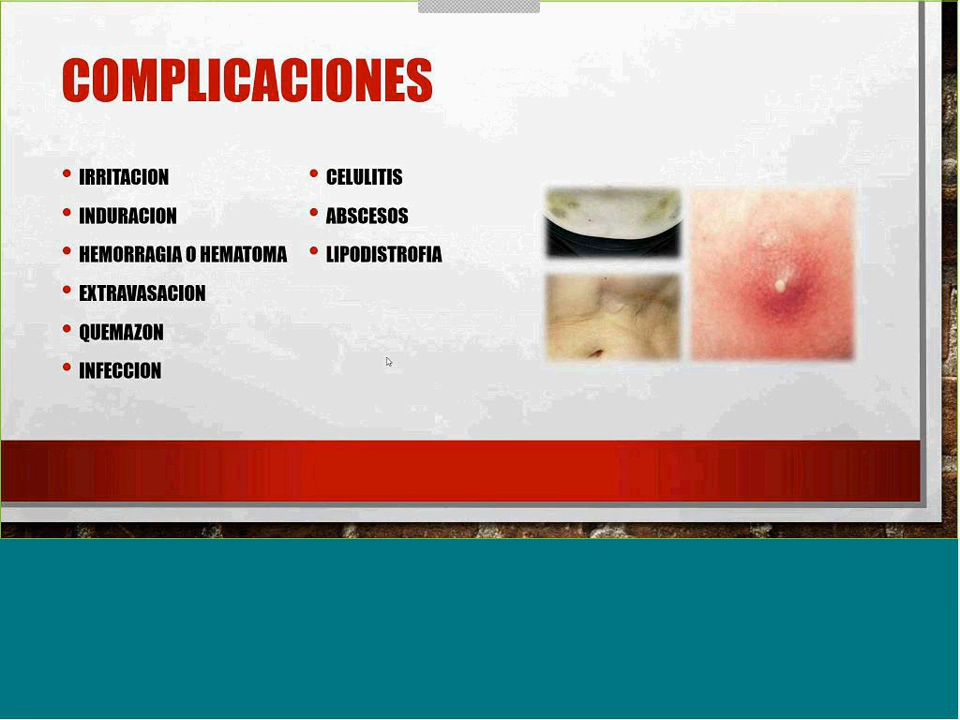 COMPLICACIONES
• IRRITACION
• INDURACION
• HEMORRAGIA O HEMATOMA
• EXTRAVASACION
• QUEMAZON
• INFECCION
• CELULITIS
• ABSCESOS
• LIPODISTROFIA